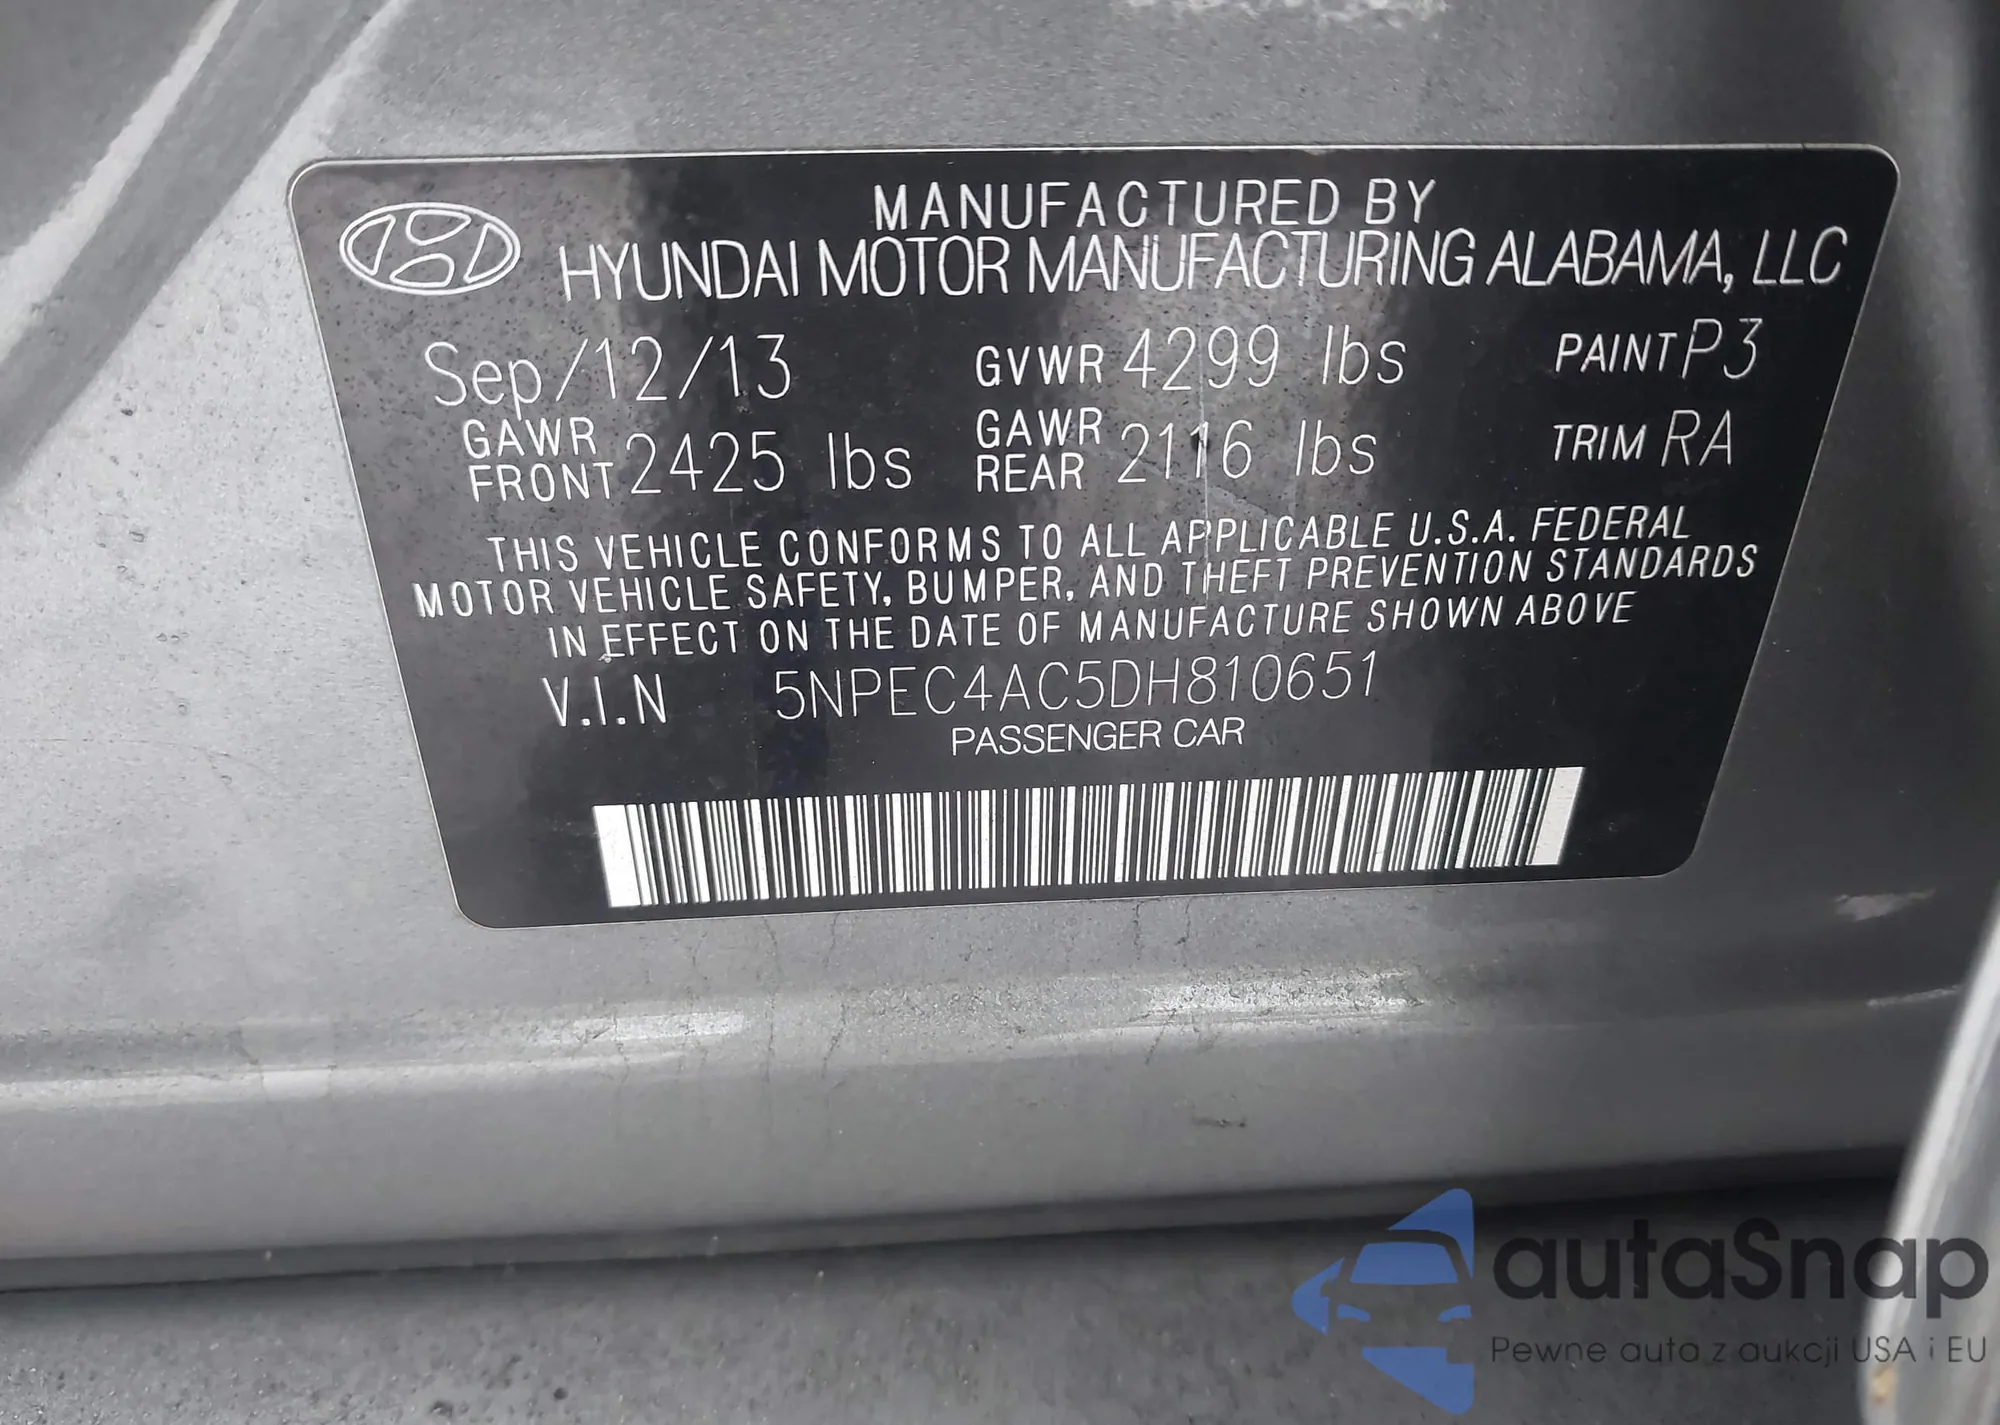 MANUFACTURED BY
HYUNDAI MOTOR MANUFACTURING ALABAMA, LLC
Sep/12/13 GVWR 4299 lbs PAINT P3
GAWR FRONT 2425 lbs GAWR REAR 2116 lbs TRIM RA
THIS VEHICLE CONFORMS TO ALL APPLICABLE U.S.A. FEDERAL
MOTOR VEHICLE SAFETY, BUMPER, AND THEFT PREVENTION STANDARDS
IN EFFECT ON THE DATE OF MANUFACTURE SHOWN ABOVE
V.I.N 5NPEC4AC5DH810651
PASSENGER CAR
autoSnap
Pewne auta z aukcji USA i EU